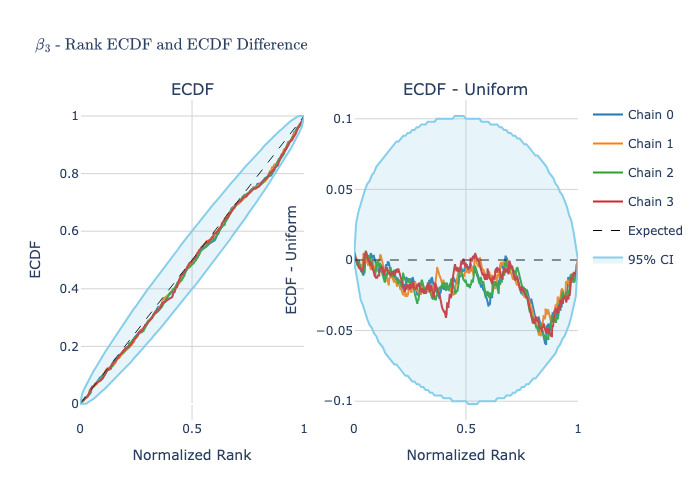 β₃ - Rank ECDF and ECDF Difference
ECDF
ECDF - Uniform
1
0.8
0.6
0.4
0.2
0
0
0.5
1
ECDF
Normalized Rank
0.1
0.05
0
−0.05
−0.1
0
0.5
1
ECDF - Uniform
Normalized Rank
Chain 0
Chain 1
Chain 2
Chain 3
Expected
95% CI